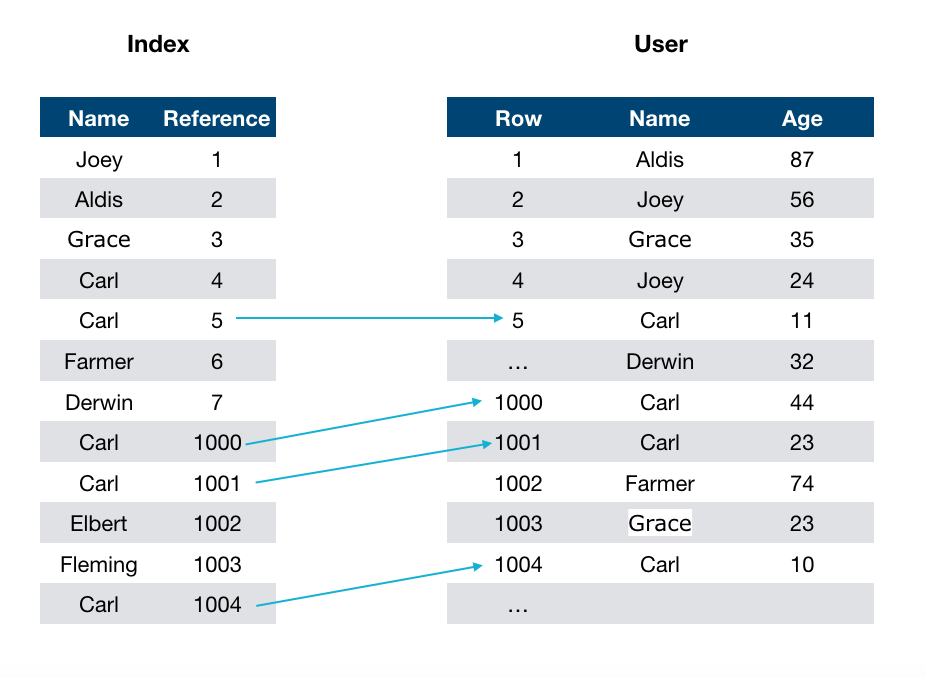 Index
Name Reference
Joey 1
Aldis 2
Grace 3
Carl 4
Carl 5
Farmer 6
Derwin 7
Carl 1000
Carl 1001
Elbert 1002
Fleming 1003
Carl 1004
User
Row Name Age
1 Aldis 87
2 Joey 56
3 Grace 35
4 Joey 24
5 Carl 11
… Derwin 32
1000 Carl 44
1001 Carl 23
1002 Farmer 74
1003 Grace 23
1004 Carl 10
…